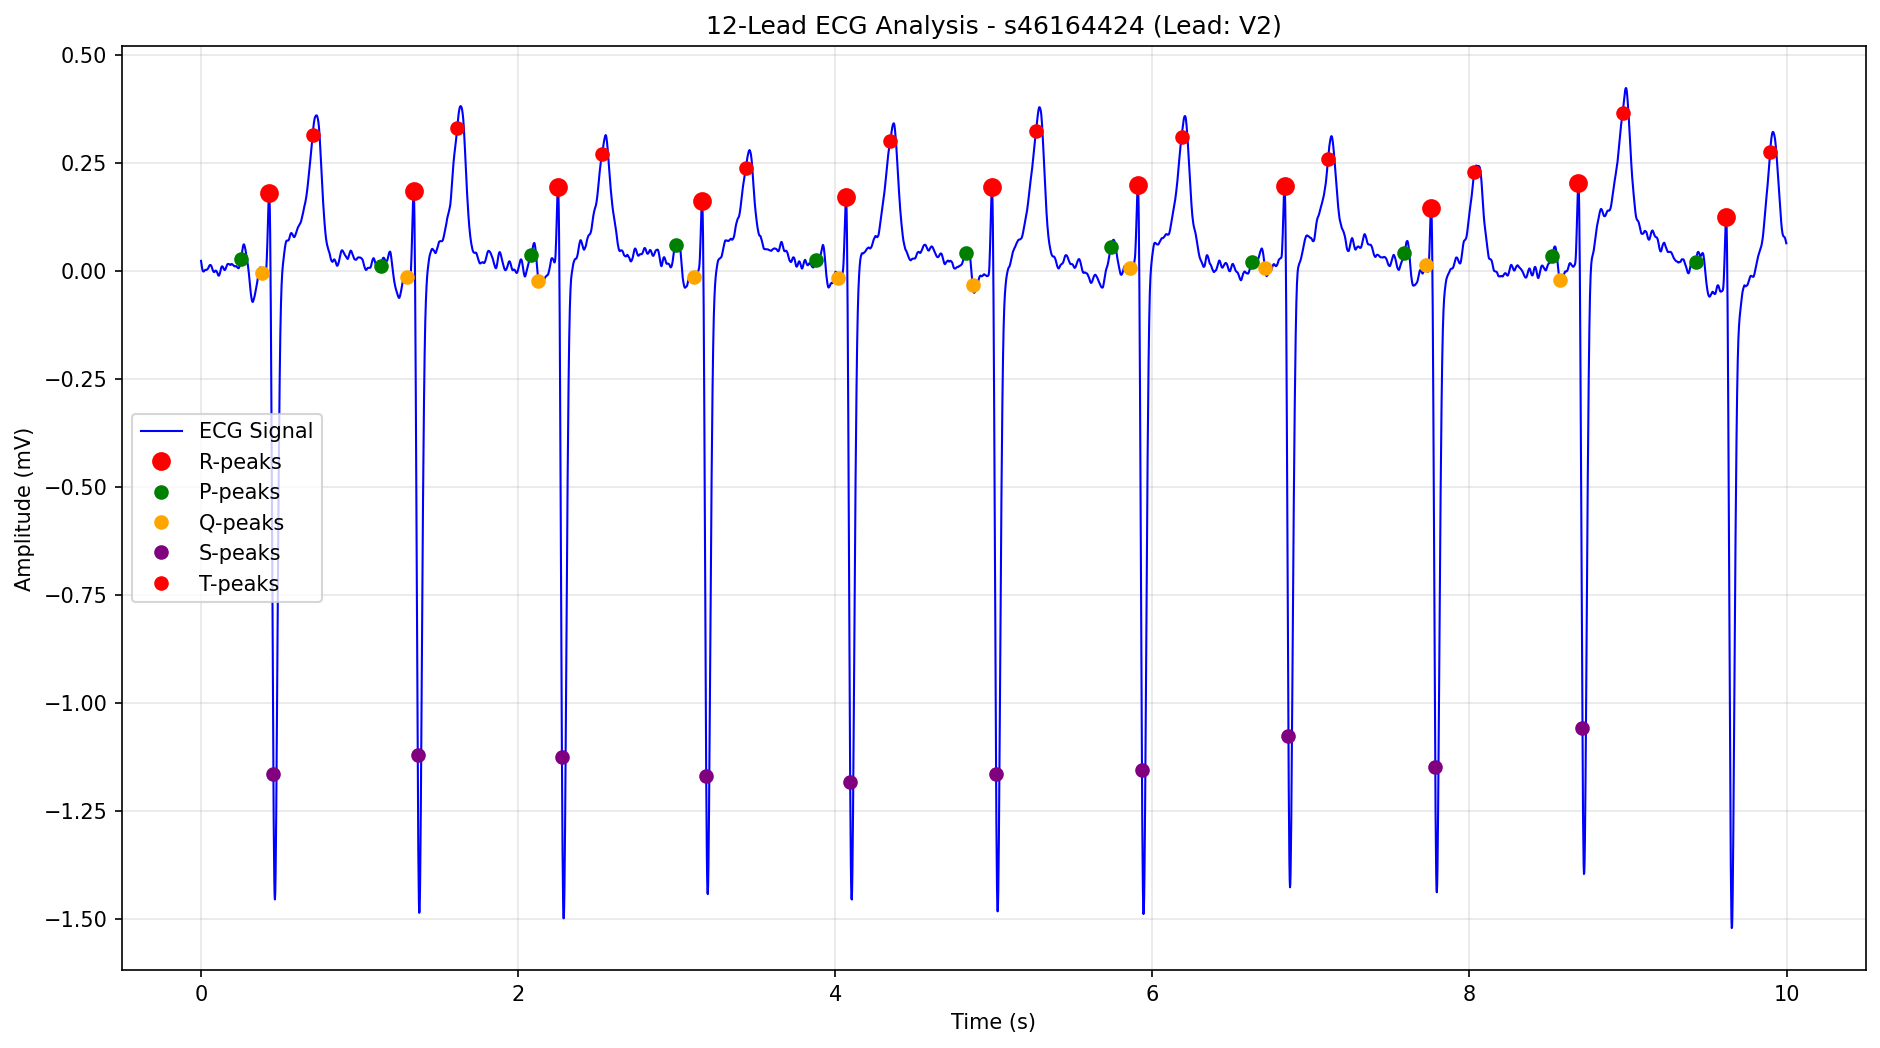 12-Lead ECG Analysis - s46164424 (Lead: V2)
Amplitude (mV)
0.50
0.25
0.00
−0.25
−0.50
−0.75
−1.00
−1.25
−1.50
ECG Signal
R-peaks
P-peaks
Q-peaks
S-peaks
T-peaks
0 2 4 6 8 10
Time (s)